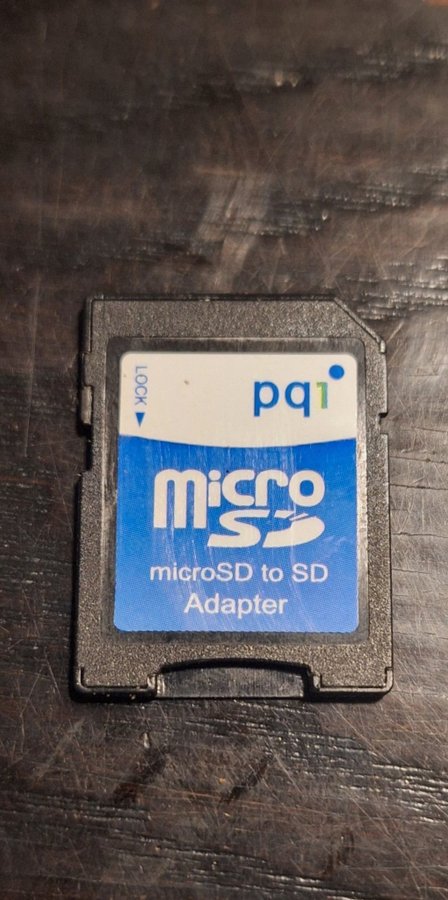 LOCK
pqi
micro
SD
microSD to SD
Adapter